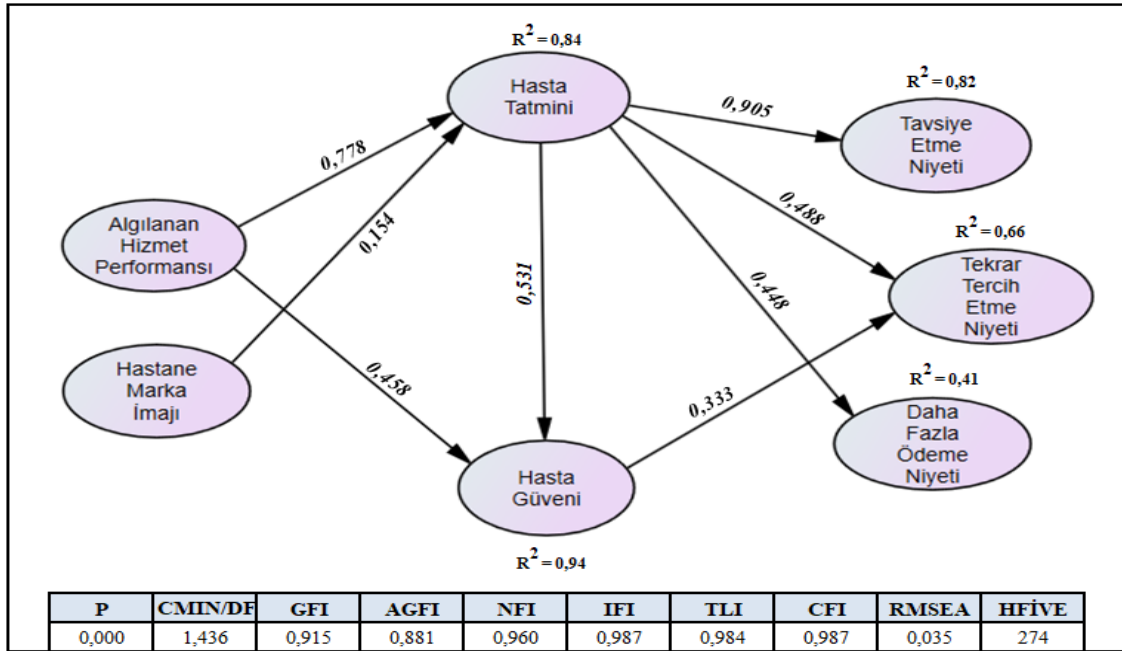 R² = 0,84
Hasta
Tatmini
R² = 0,82
0,905
Tavsiye
Etme
Niyeti
0,778
0,488
Algılanan
Hizmet
Performansı
0,154
R² = 0,66
Tekrar
Tercih
Etme
Niyeti
0,531
0,448
Hastane
Marka
İmajı
0,458
0,333
R² = 0,41
Daha
Fazla
Ödeme
Niyeti
Hasta
Güveni
R² = 0,94
P CMIN/DF GFI AGFI NFI IFI TLI CFI RMSEA HFİVE
0,000 1,436 0,915 0,881 0,960 0,987 0,984 0,987 0,035 274